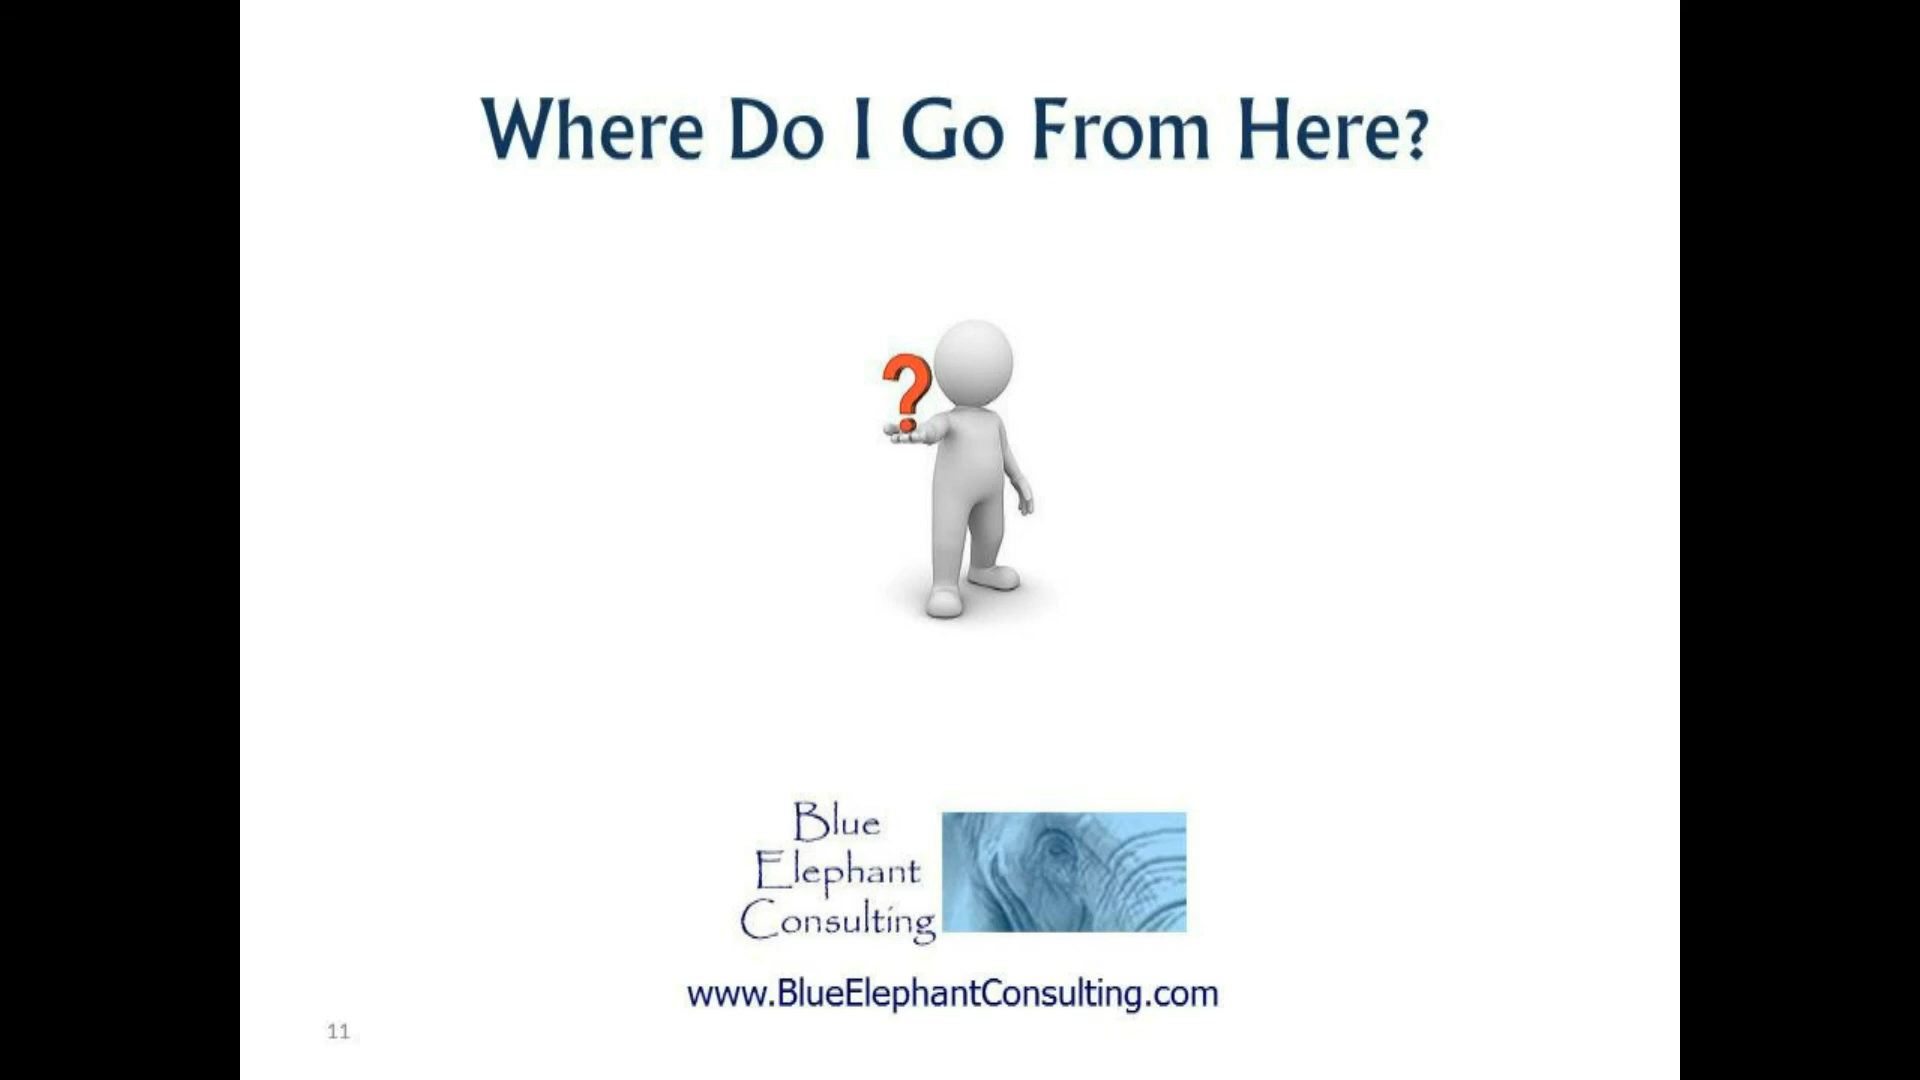 Where Do I Go From Here?
?
Blue
Elephant
Consulting
www.BlueElephantConsulting.com
11